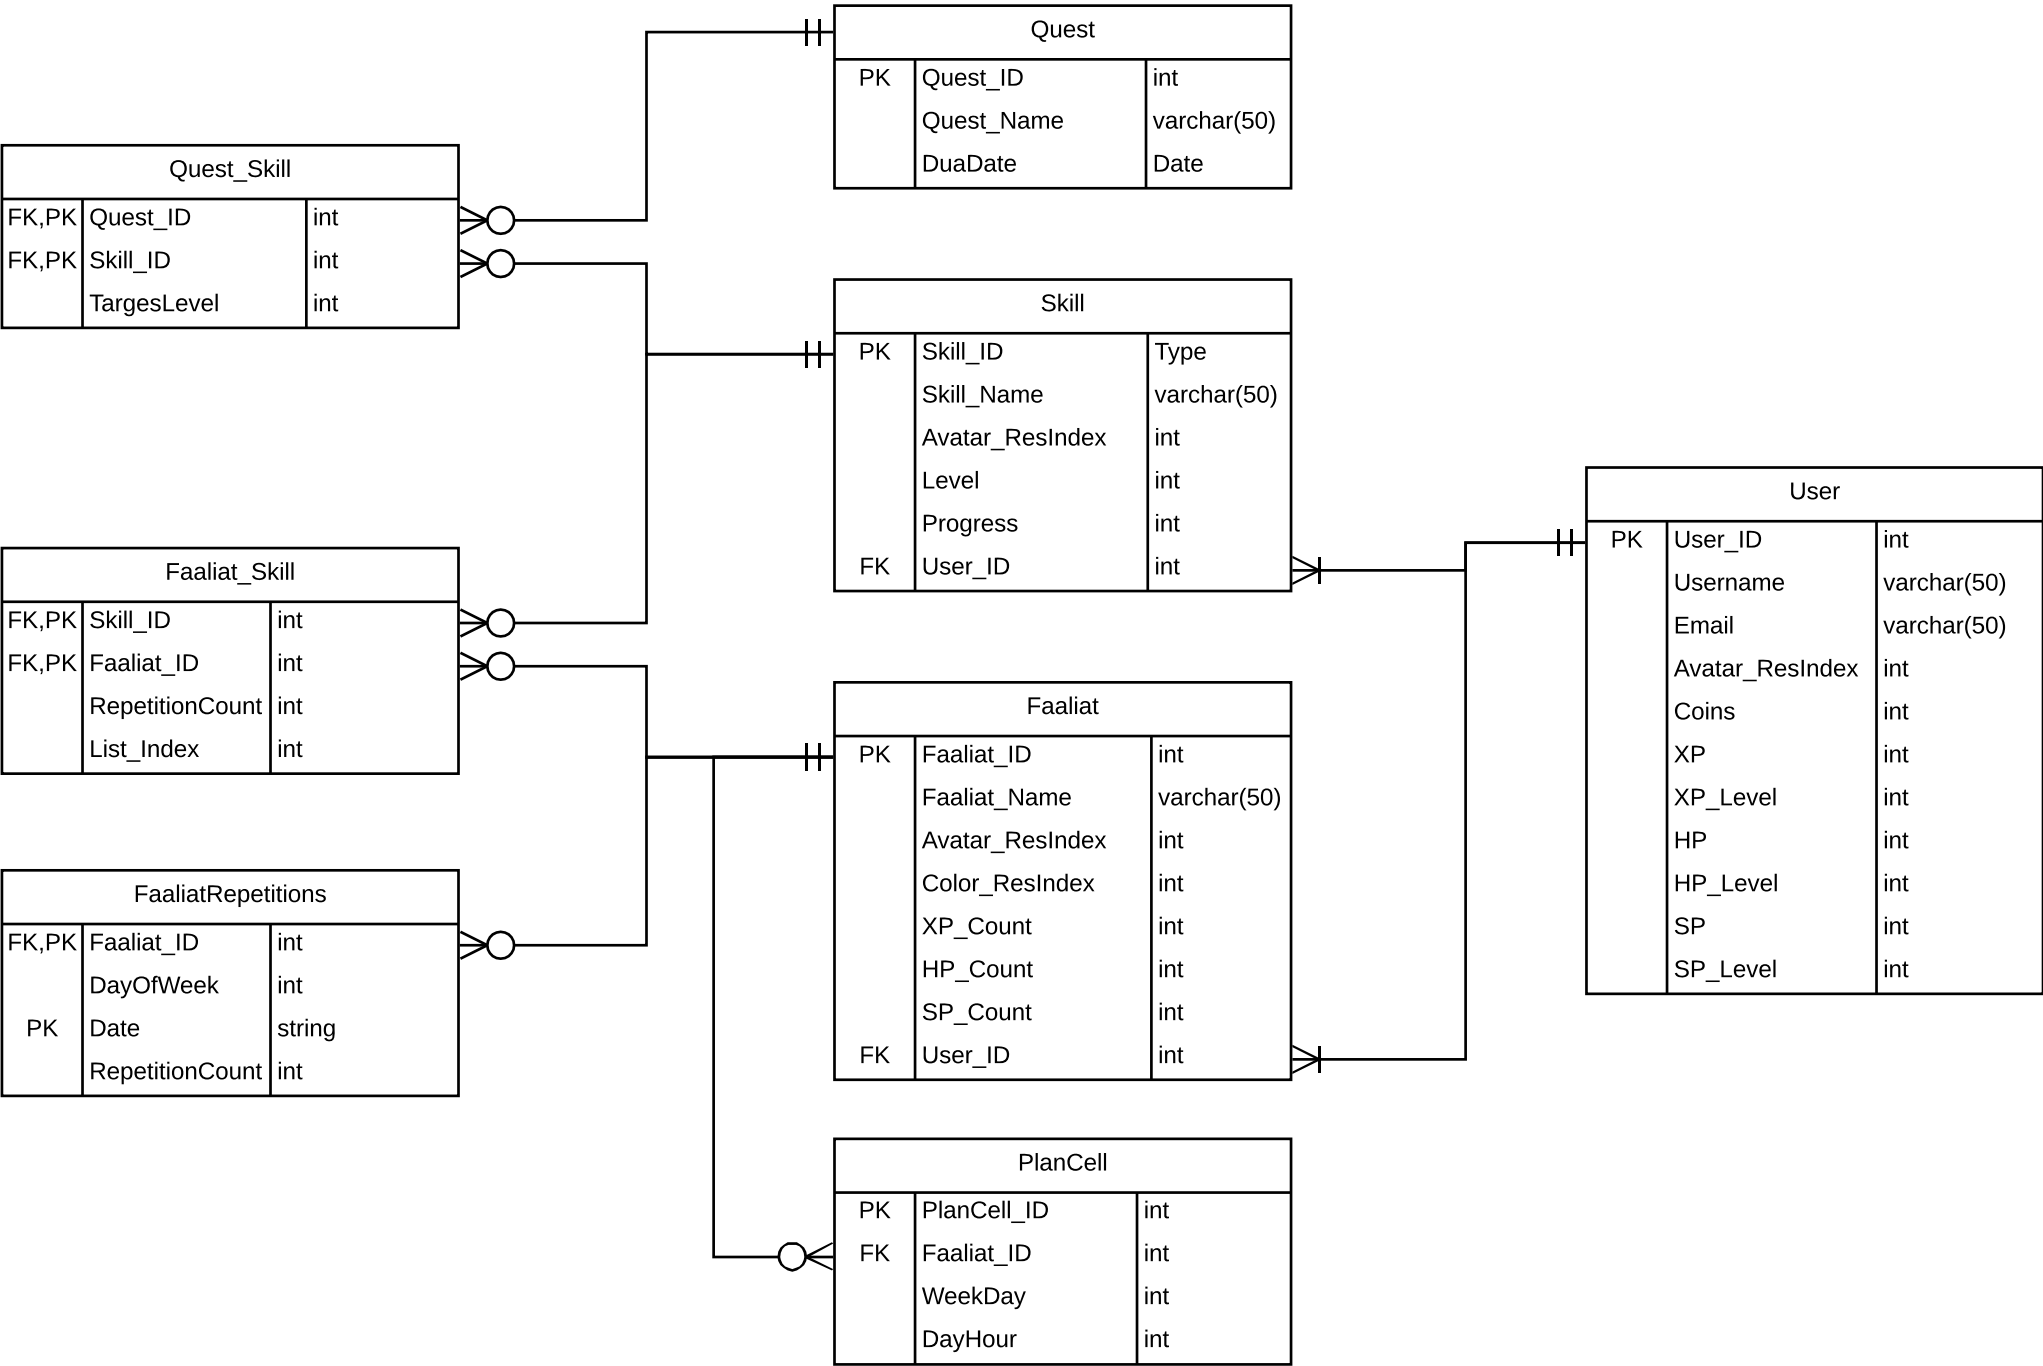 Quest
PK Quest_ID int
Quest_Name varchar(50)
DuaDate Date
Quest_Skill
FK,PK Quest_ID int
FK,PK Skill_ID int
TargesLevel int
Skill
PK Skill_ID Type
Skill_Name varchar(50)
Avatar_ResIndex int
Level int
Progress int
FK User_ID int
User
PK User_ID int
Username varchar(50)
Email varchar(50)
Avatar_ResIndex int
Coins int
XP int
XP_Level int
HP int
HP_Level int
SP int
SP_Level int
Faaliat_Skill
FK,PK Skill_ID int
FK,PK Faaliat_ID int
RepetitionCount int
List_Index int
Faaliat
PK Faaliat_ID int
Faaliat_Name varchar(50)
Avatar_ResIndex int
Color_ResIndex int
XP_Count int
HP_Count int
SP_Count int
FK User_ID int
FaaliatRepetitions
FK,PK Faaliat_ID int
DayOfWeek int
PK Date string
RepetitionCount int
PlanCell
PK PlanCell_ID int
FK Faaliat_ID int
WeekDay int
DayHour int